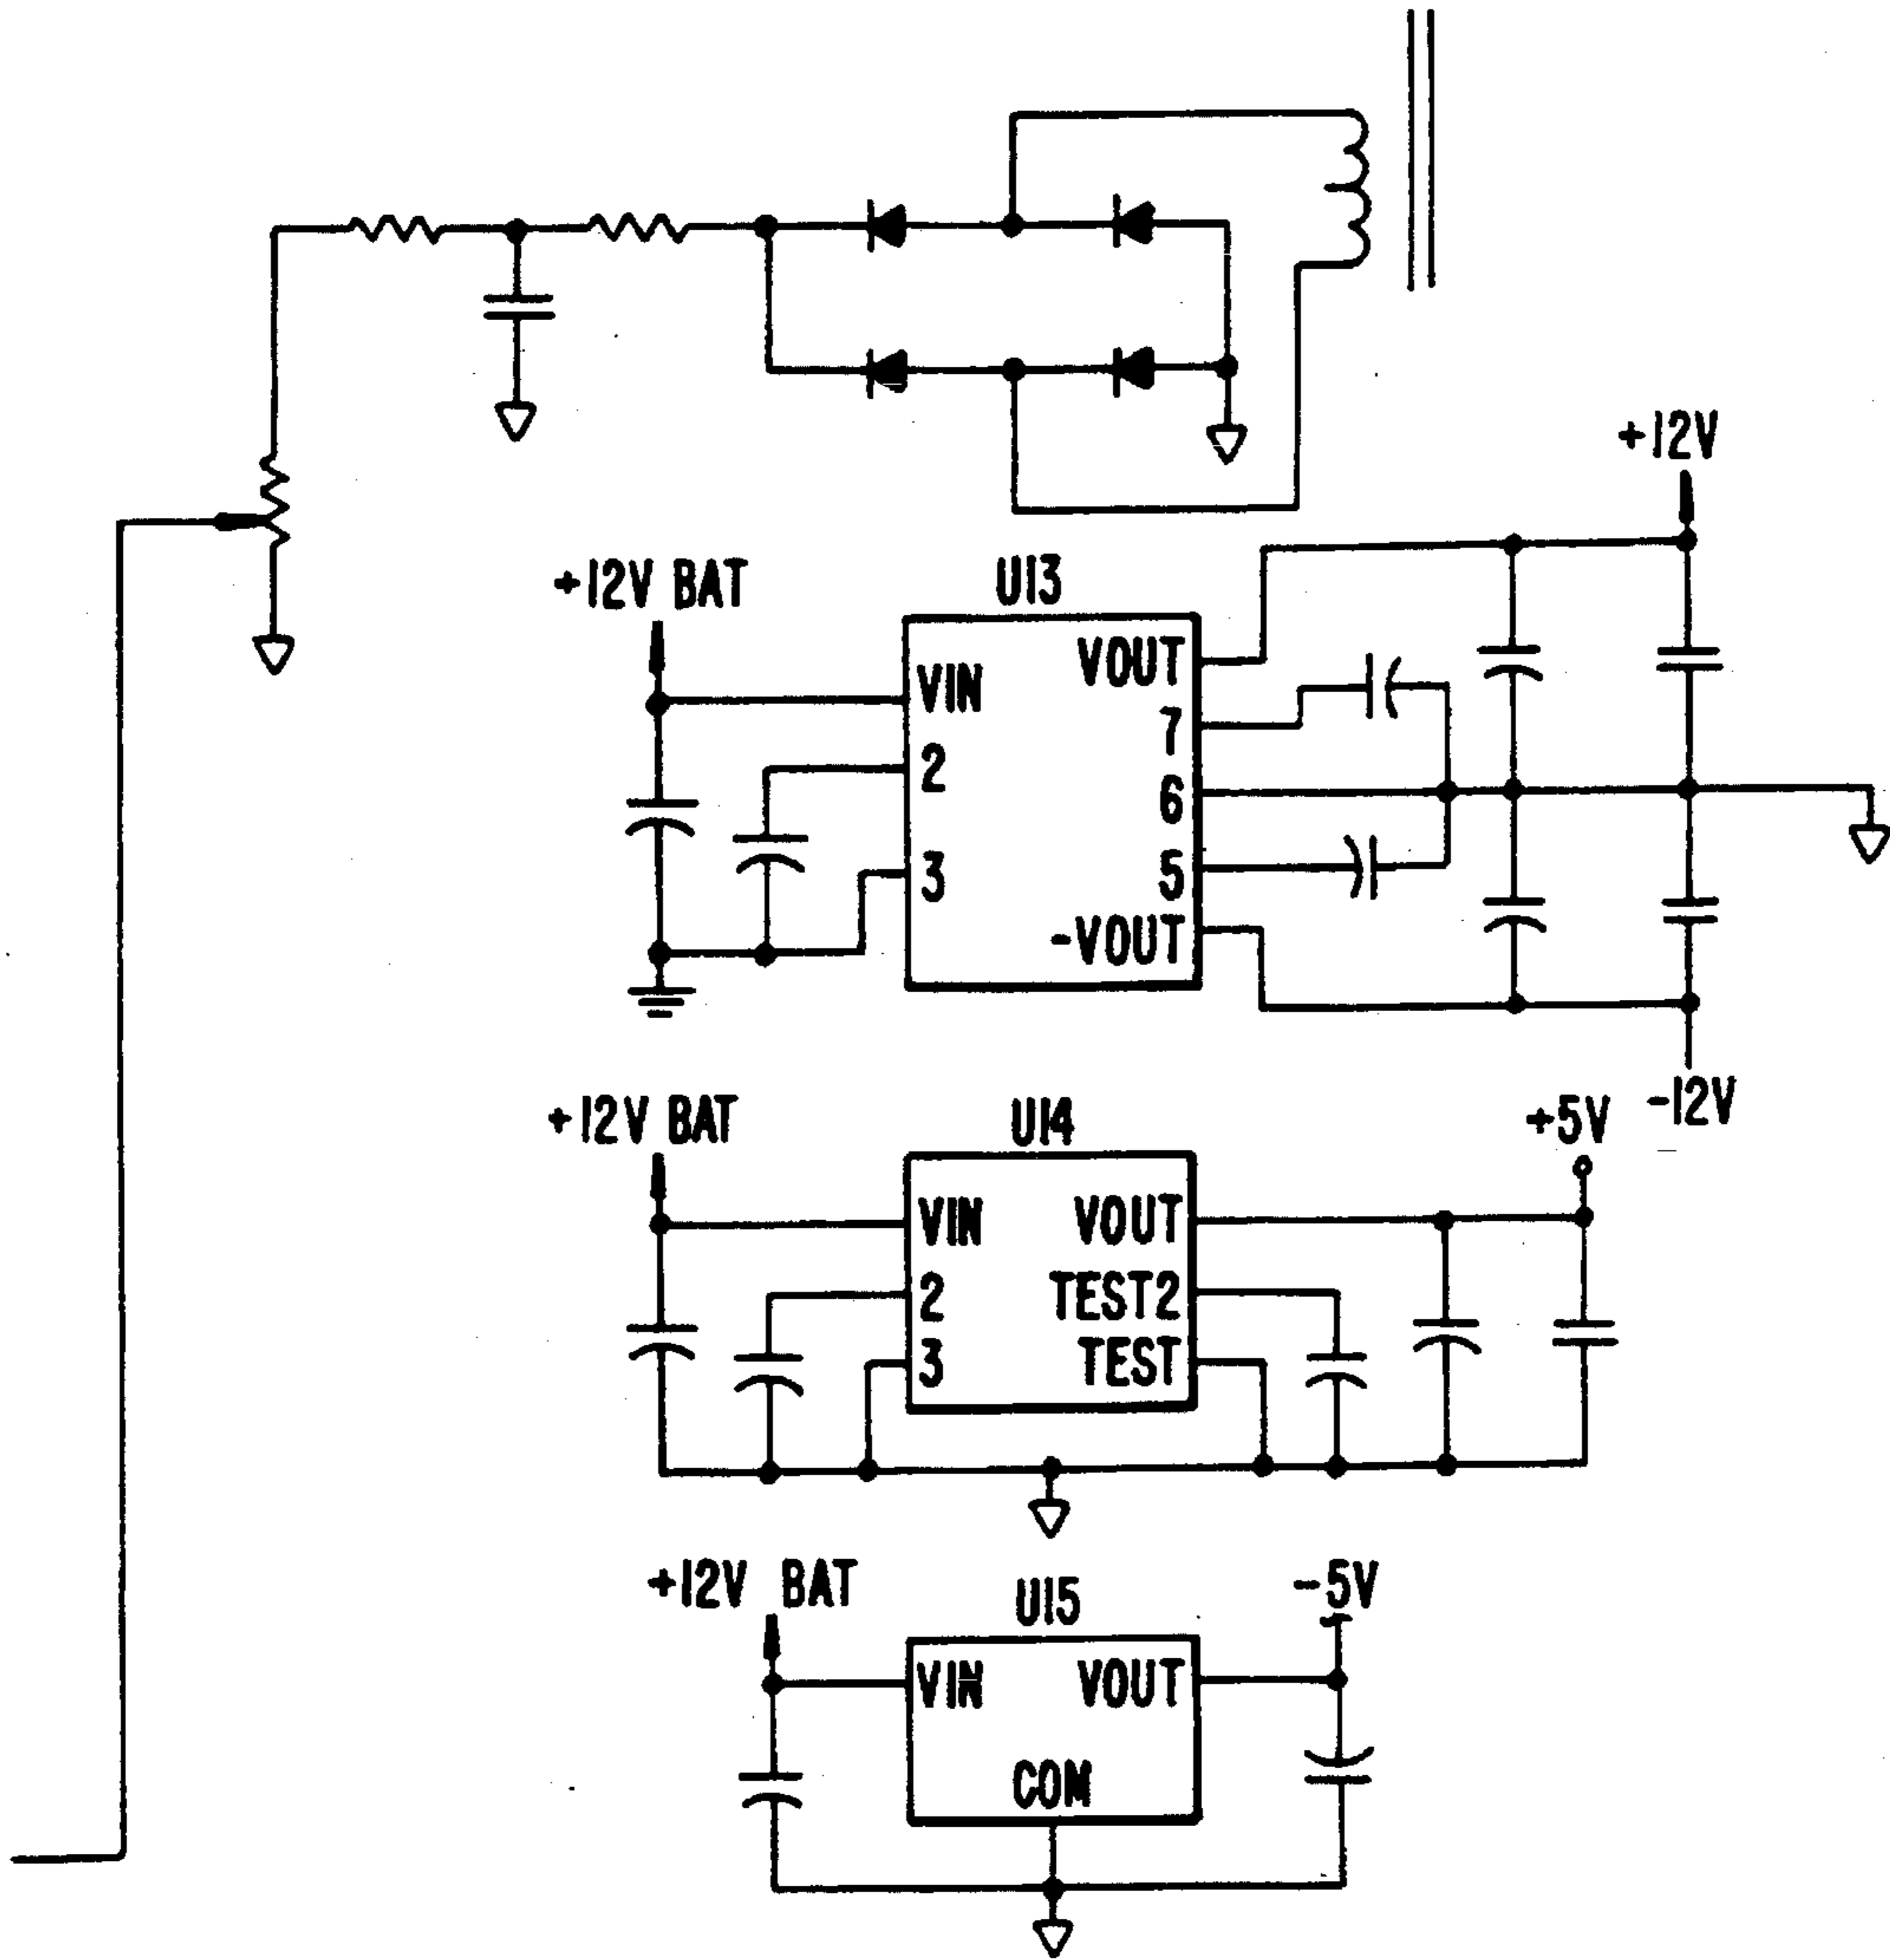 +12V
+12V BAT
U13
VIN
VOUT
7
2
6
3
5
-VOUT
-12V
+12V BAT
U14
+5V
VIN
VOUT
2
TEST2
3
TEST
+12V BAT
U15
-5V
VIN
VOUT
COM